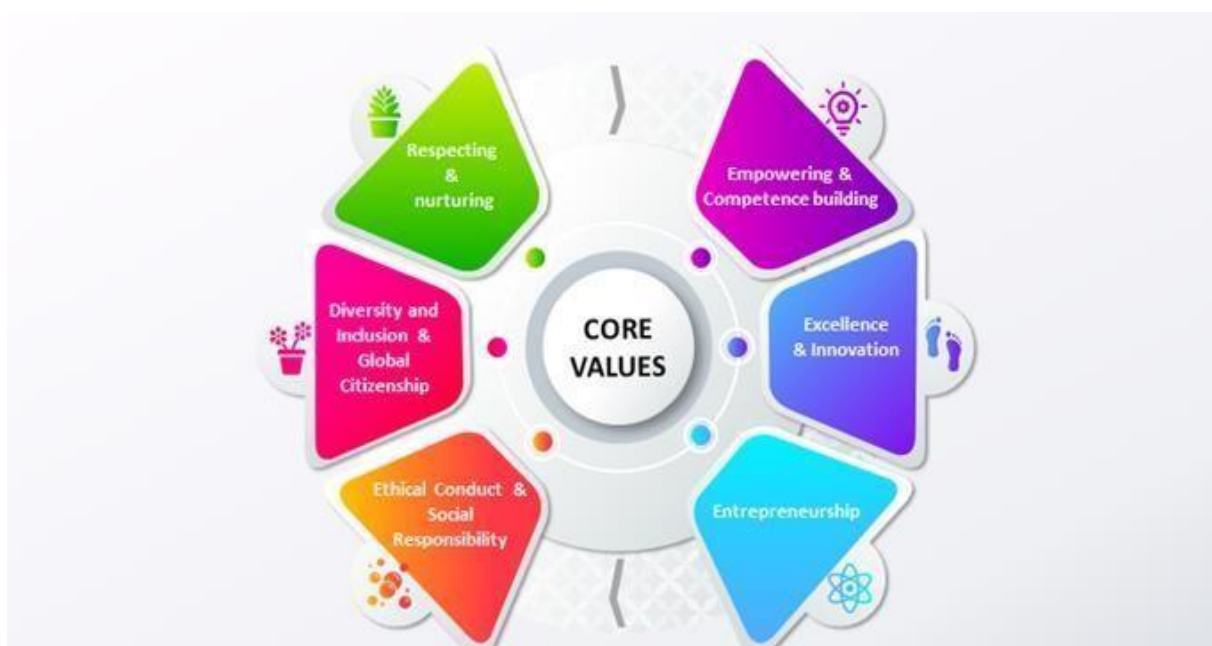 Respecting
&
nurturing
Empowering &
Competence building
Diversity and
Inclusion &
Global
Citizenship
CORE
VALUES
Excellence
& Innovation
Ethical Conduct &
Social
Responsibility
Entrepreneurship